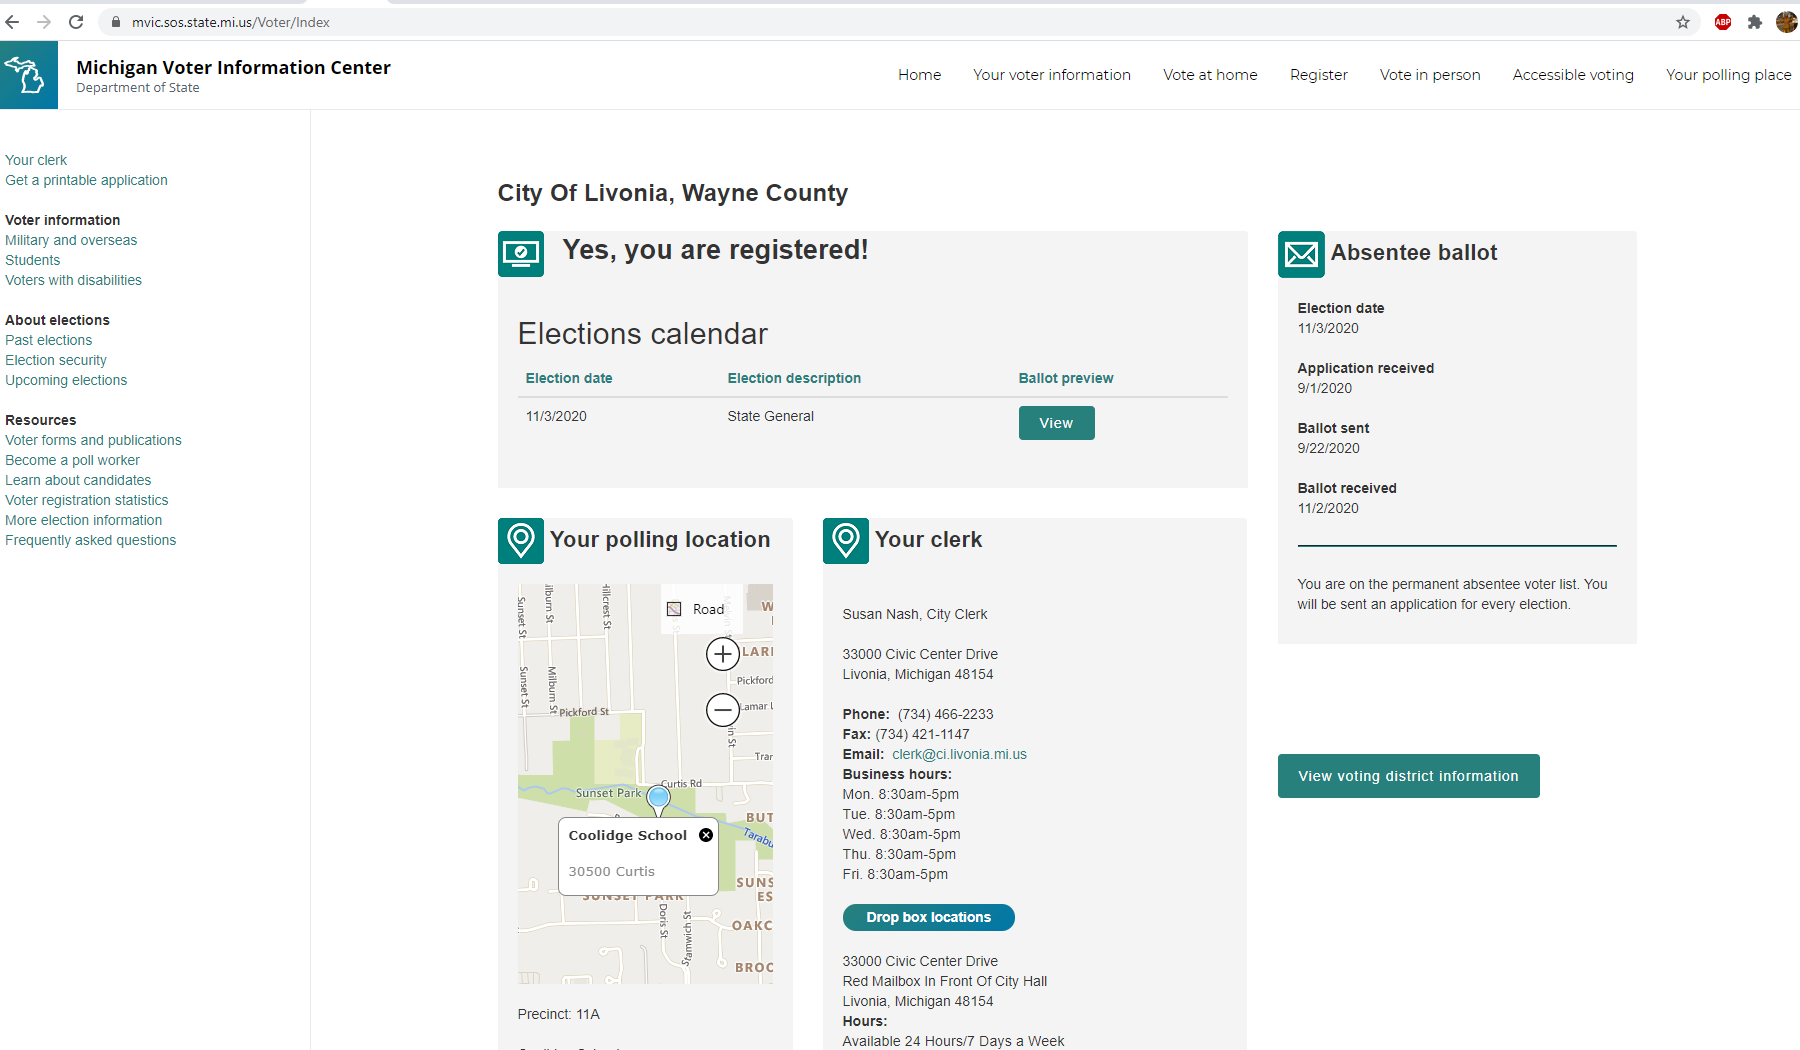 mvic.sos.state.mi.us/Voter/Index
ABP
Michigan Voter Information Center
Department of State
Home
Your voter information
Vote at home
Register
Vote in person
Accessible voting
Your polling place
Your clerk
Get a printable application
Voter information
Military and overseas
Students
Voters with disabilities
About elections
Past elections
Election security
Upcoming elections
Resources
Voter forms and publications
Become a poll worker
Learn about candidates
Voter registration statistics
More election information
Frequently asked questions
City Of Livonia, Wayne County
Yes, you are registered!
Elections calendar
Election date Election description Ballot preview
11/3/2020 State General View
Absentee ballot
Election date
11/3/2020
Application received
9/1/2020
Ballot sent
9/22/2020
Ballot received
11/2/2020
You are on the permanent absentee voter list. You
will be sent an application for every election.
View voting district information
Your polling location
Sunset St
Milburn St
Hillcrest St
Road
Sunset St
Milburn St
Pickford
Lamar
Pickford St
Curtis Rd
Sunset Park
Coolidge School
30500 Curtis
SUNSET PARK
Doris St
Stamwich St
Precinct: 11A
Your clerk
Susan Nash, City Clerk
33000 Civic Center Drive
Livonia, Michigan 48154
Phone: (734) 466-2233
Fax: (734) 421-1147
Email: clerk@ci.livonia.mi.us
Business hours:
Mon. 8:30am-5pm
Tue. 8:30am-5pm
Wed. 8:30am-5pm
Thu. 8:30am-5pm
Fri. 8:30am-5pm
Drop box locations
33000 Civic Center Drive
Red Mailbox In Front Of City Hall
Livonia, Michigan 48154
Hours:
Available 24 Hours/7 Days a Week